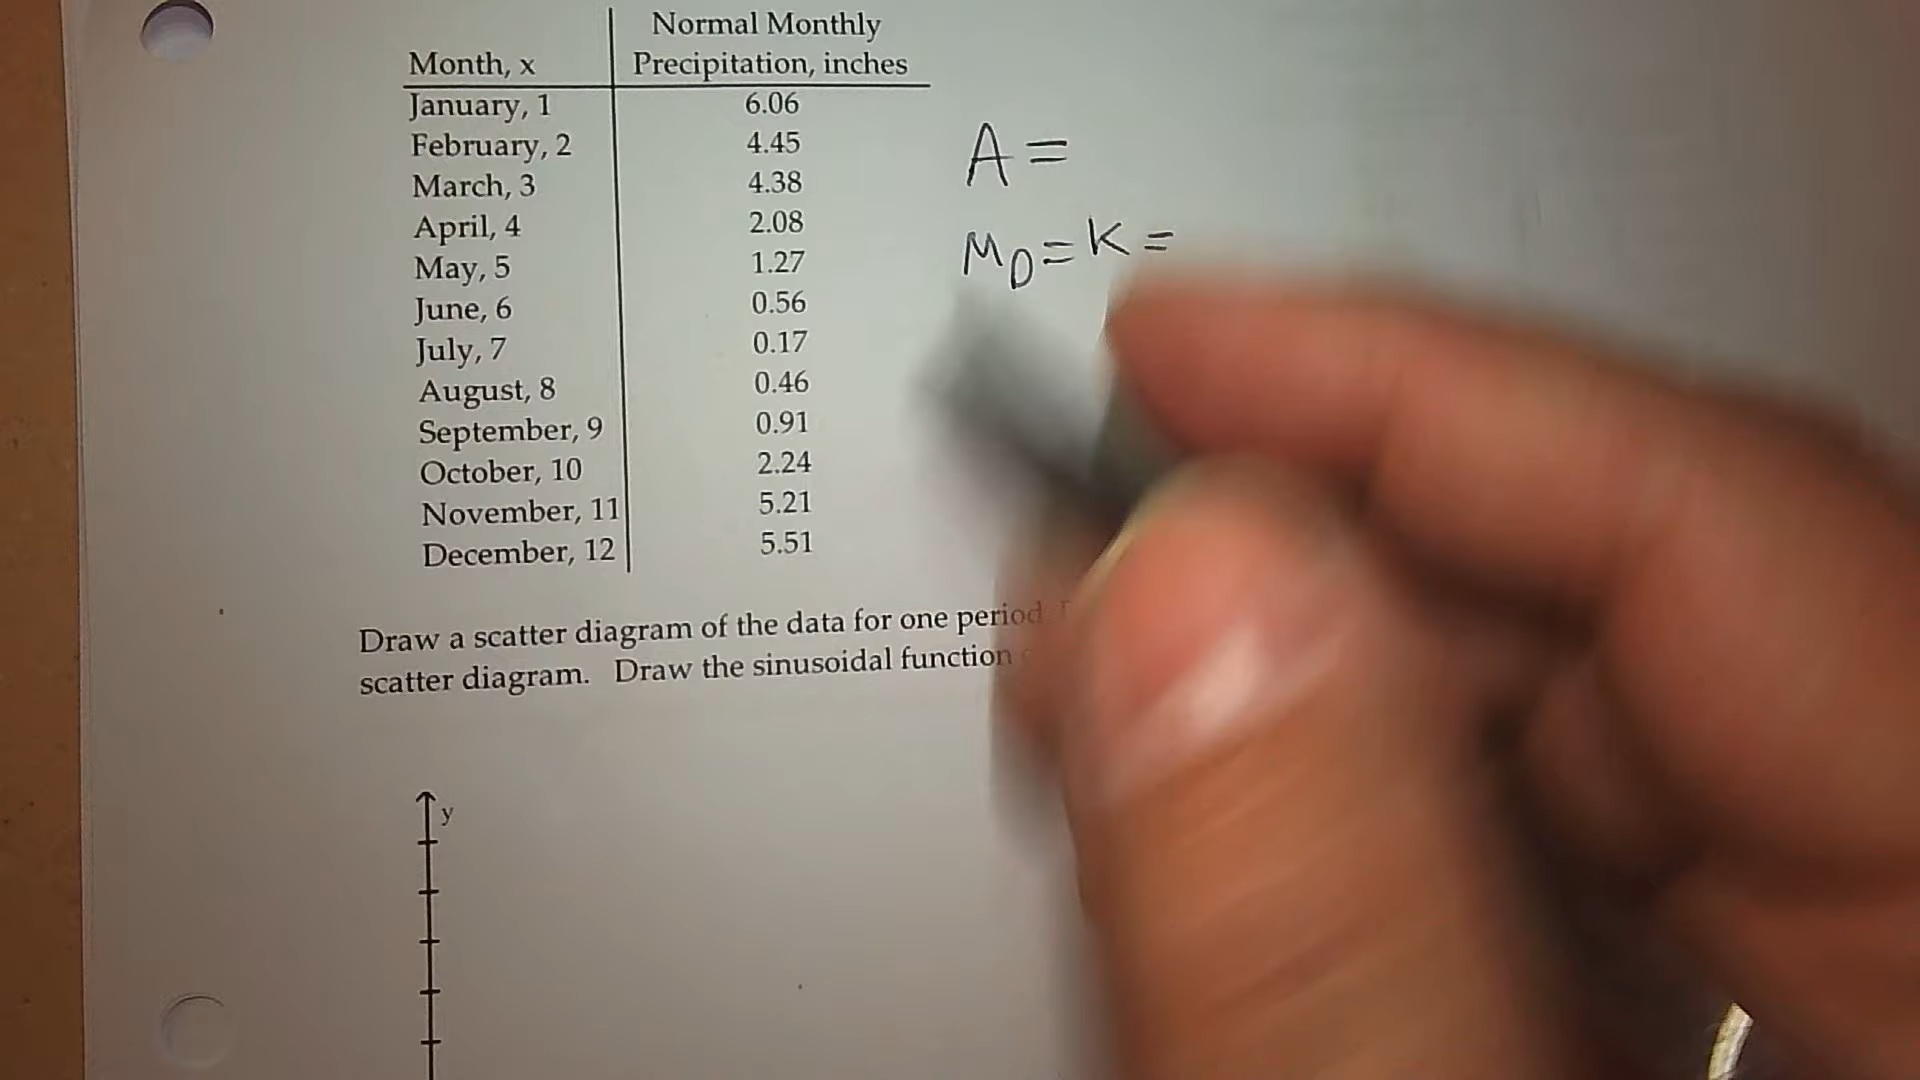 Normal Monthly
Month, x Precipitation, inches
January, 1 6.06
February, 2 4.45
March, 3 4.38
April, 4 2.08
May, 5 1.27
June, 6 0.56
July, 7 0.17
August, 8 0.46
September, 9 0.91
October, 10 2.24
November, 11 5.21
December, 12 5.51
A =
MD = K =
Draw a scatter diagram of the data for one period.
scatter diagram. Draw the sinusoidal function
y